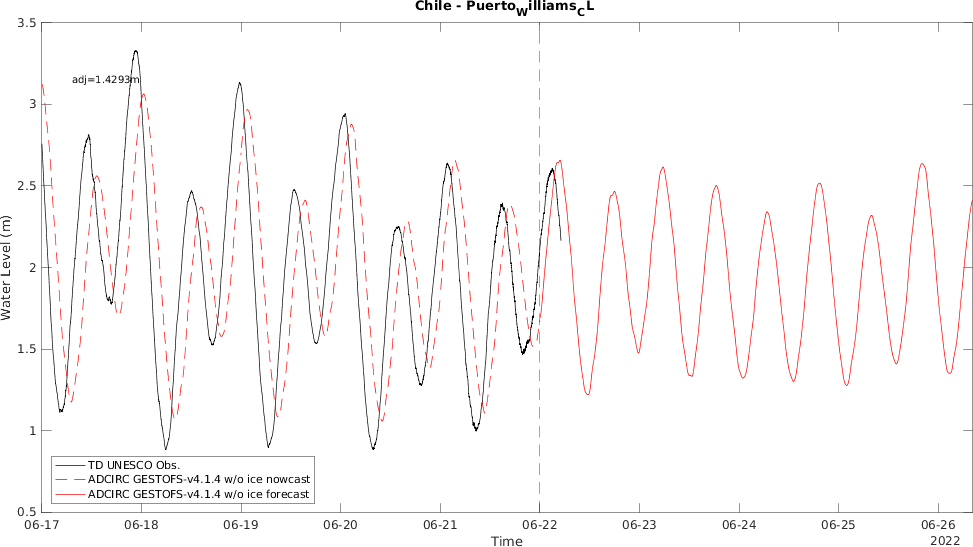 Chile - PuertoWilliamsCL
3.5
adj=1.4293m
3
2.5
2
1.5
1
0.5
Water Level (m)
TD UNESCO Obs.
ADCIRC GESTOFS-v4.1.4 w/o ice nowcast
ADCIRC GESTOFS-v4.1.4 w/o ice forecast
06-17 06-18 06-19 06-20 06-21 06-22 06-23 06-24 06-25 06-26
Time
2022